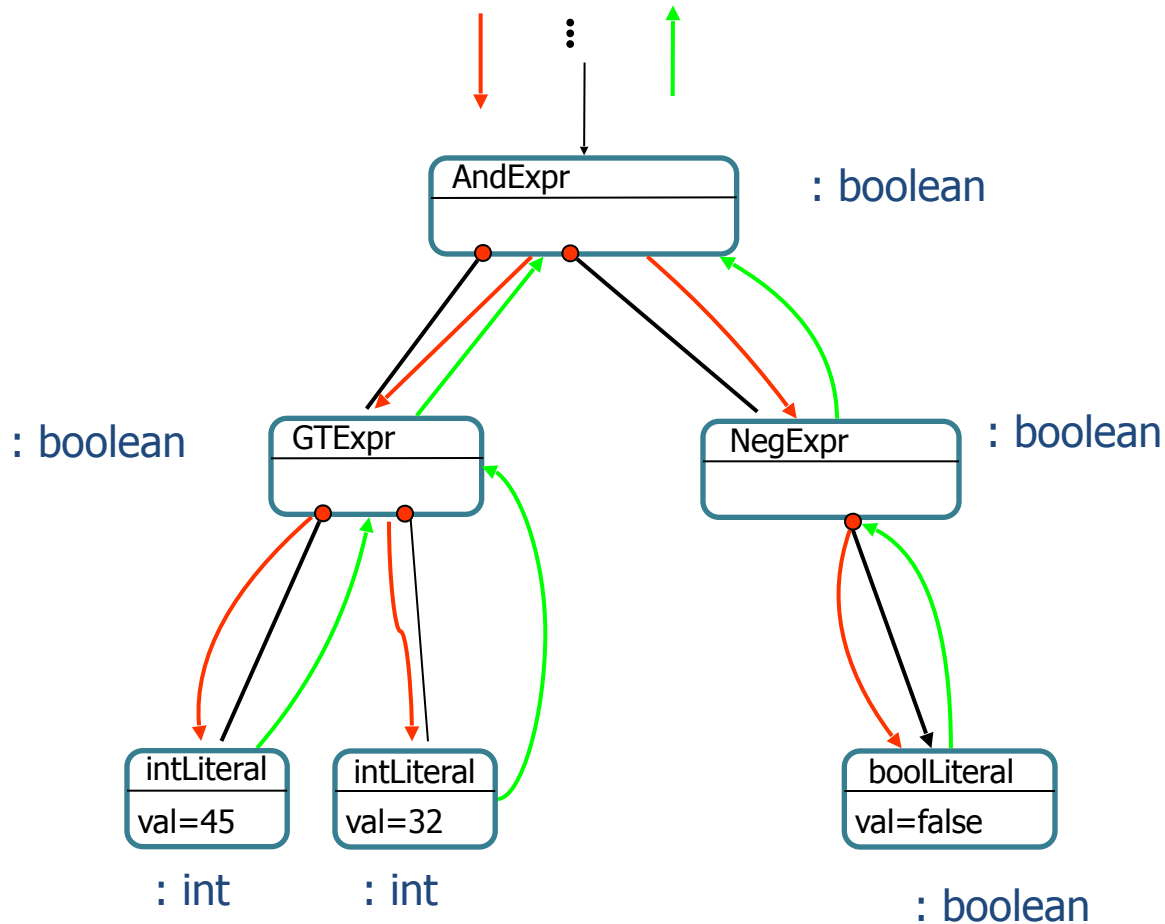 AndExpr
: boolean
: boolean
GTExpr
NegExpr
: boolean
intLiteral
val=45
intLiteral
val=32
boolLiteral
val=false
: int
: int
: boolean